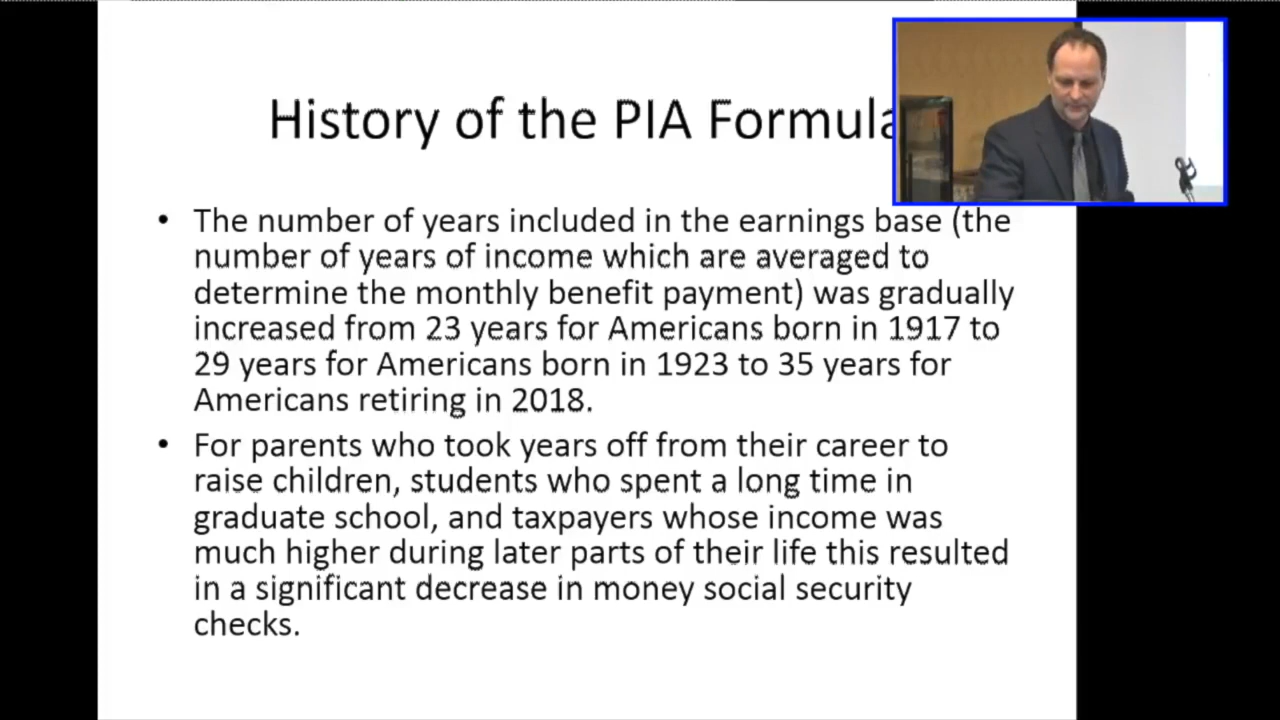 History of the PIA Formula
• The number of years included in the earnings base (the
number of years of income which are averaged to
determine the monthly benefit payment) was gradually
increased from 23 years for Americans born in 1917 to
29 years for Americans born in 1923 to 35 years for
Americans retiring in 2018.
• For parents who took years off from their career to
raise children, students who spent a long time in
graduate school, and taxpayers whose income was
much higher during later parts of their life this resulted
in a significant decrease in money social security
checks.